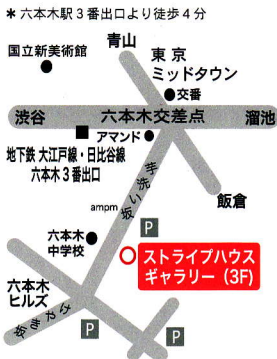 ＊六本木駅3番出口より徒歩4分
青山
国立新美術館
東京
ミッドタウン
交番
渋谷
六本木交差点
溜池
アマンド
地下鉄 大江戸線・日比谷線
六本木3番出口
芋洗い坂
飯倉
ampm
P
六本木
中学校
ストライプハウス
ギャラリー（3F）
六本木
ヒルズ
けやき坂
P
P